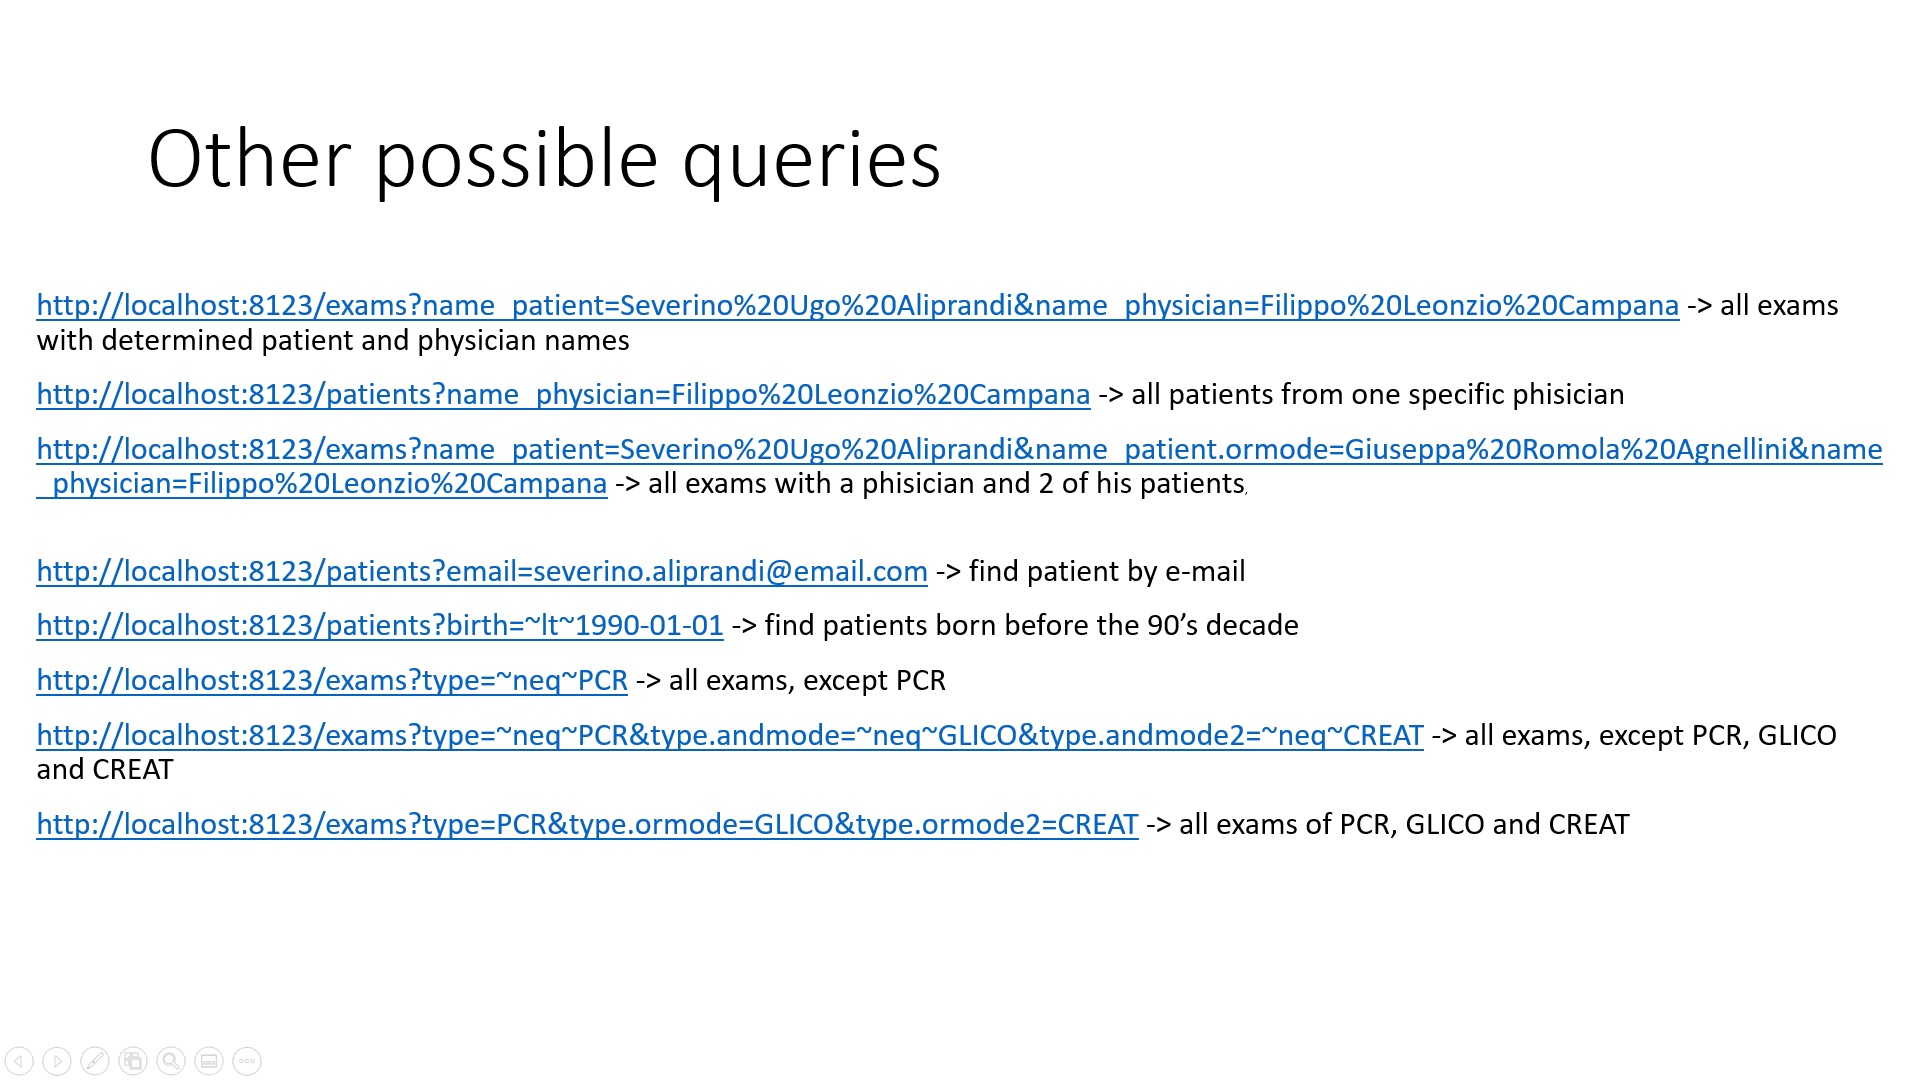 Other possible queries
http://localhost:8123/exams?name_patient=Severino%20Ugo%20Aliprandi&name_physician=Filippo%20Leonzio%20Campana -> all exams
with determined patient and physician names
http://localhost:8123/patients?name_physician=Filippo%20Leonzio%20Campana -> all patients from one specific phisician
http://localhost:8123/exams?name_patient=Severino%20Ugo%20Aliprandi&name_patient.ormode=Giuseppa%20Romola%20Agnellini&name
_physician=Filippo%20Leonzio%20Campana -> all exams with a phisician and 2 of his patients,
http://localhost:8123/patients?email=severino.aliprandi@email.com -> find patient by e-mail
http://localhost:8123/patients?birth=~lt~1990-01-01 -> find patients born before the 90’s decade
http://localhost:8123/exams?type=~neq~PCR -> all exams, except PCR
http://localhost:8123/exams?type=~neq~PCR&type.andmode=~neq~GLICO&type.andmode2=~neq~CREAT -> all exams, except PCR, GLICO
and CREAT
http://localhost:8123/exams?type=PCR&type.ormode=GLICO&type.ormode2=CREAT -> all exams of PCR, GLICO and CREAT